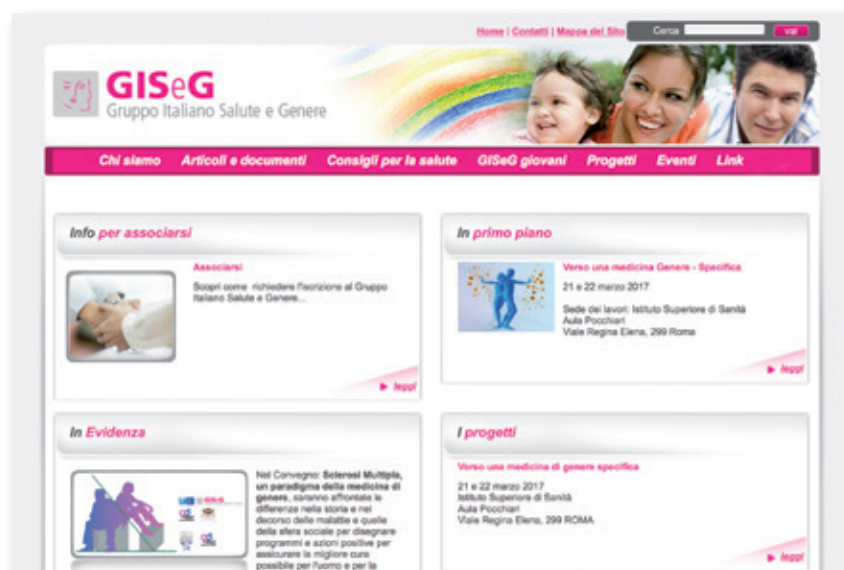 Home | Contatti | Mappa del Sito
Cerca
vai
GISeG
Gruppo Italiano Salute e Genere
Chi siamo Articoli e documenti Consigli per la salute GISeG giovani Progetti Eventi Link
Info per associarsi
Associarsi
Scopri come richiedere l'iscrizione al Gruppo
Italiano Salute e Genere...
leggi
In primo piano
Verso una medicina Genere - Specifica
21 e 22 marzo 2017
Sede dei lavori: Istituto Superiore di Sanità
Aula Pocchiari
Viale Regina Elena, 299 Roma
leggi
In Evidenza
Nel Convegno: Sclerosi Multipla,
un paradigma della medicina di
genere, saranno affrontate le
differenze nella storia e nel
decorso delle malattie e quelle
della sfera sociale per disegnare
programmi e azioni positive per
assicurare la migliore cura
possibile per l'uomo e per la
I progetti
Verso una medicina di genere specifica
21 e 22 marzo 2017
Istituto Superiore di Sanità
Aula Pocchiari
Viale Regina Elena, 299 ROMA
leggi